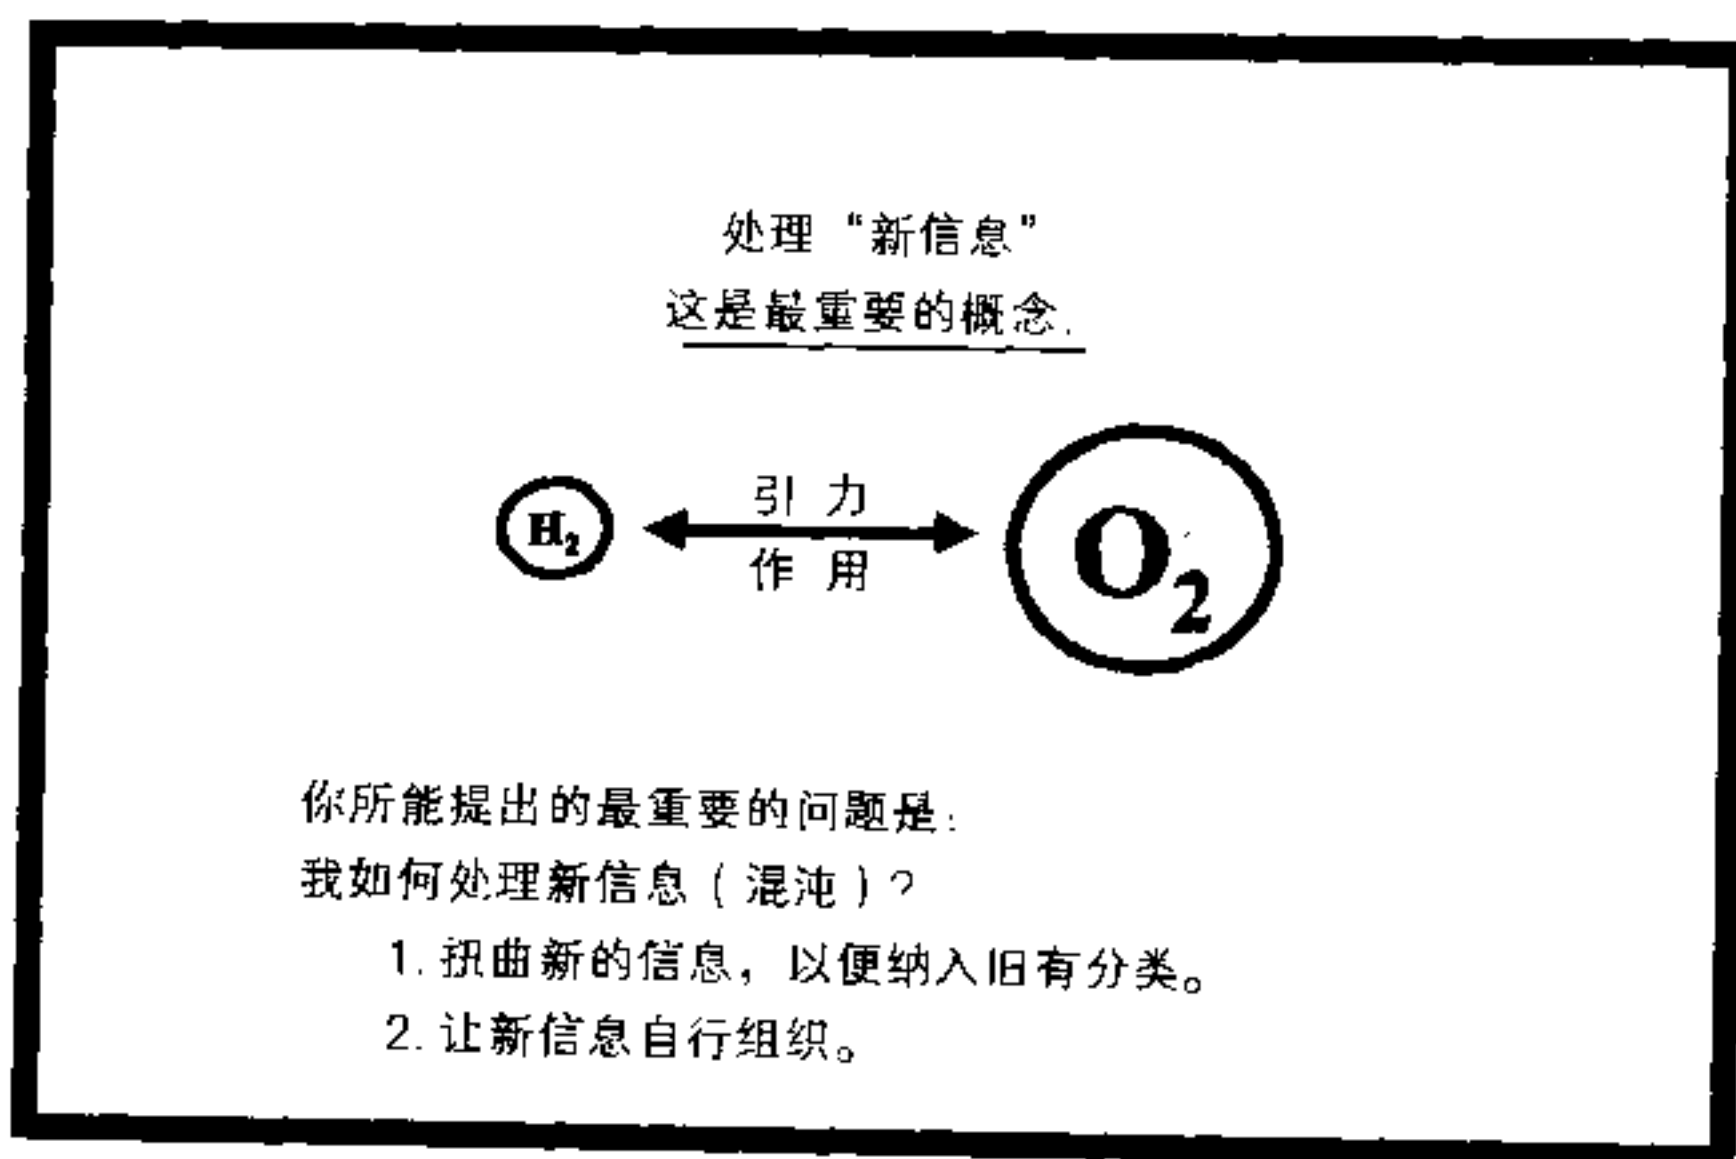 处理“新信息”
这是最重要的概念.
引力
H₂
作用
O₂
你所能提出的最重要的问题是:
我如何处理新信息(混沌)?
1. 扭曲新的信息，以便纳入旧有分类。
2. 让新信息自行组织。